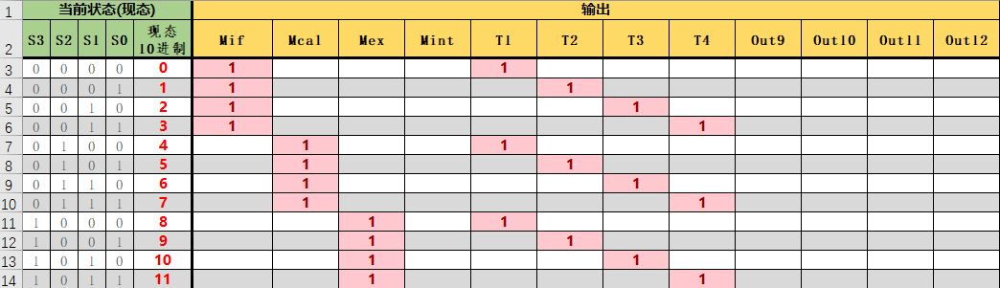 1 当前状态(现态) 输出
2 S3 S2 S1 S0 现态10进制 Mif Mcal Mex Mint T1 T2 T3 T4 Out9 Out10 Out11 Out12
3 0 0 0 0 0 1 1
4 0 0 0 1 1 1 1
5 0 0 1 0 2 1 1
6 0 0 1 1 3 1 1
7 0 1 0 0 4 1 1
8 0 1 0 1 5 1 1
9 0 1 1 0 6 1 1
10 0 1 1 1 7 1 1
11 1 0 0 0 8 1 1
12 1 0 0 1 9 1 1
13 1 0 1 0 10 1 1
14 1 0 1 1 11 1 1